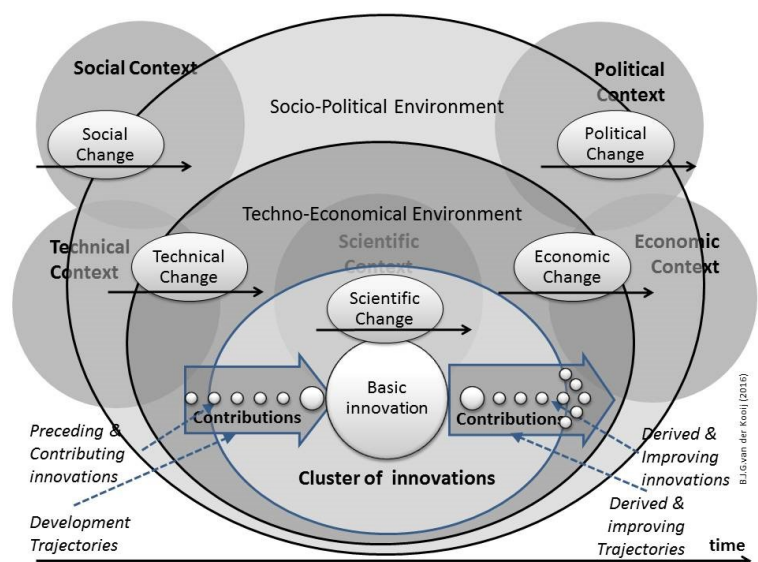 Social Context
Political
Context
Socio-Political Environment
Social
Change
Political
Change
Techno-Economical Environment
Technical
Context
Scientific
Context
Economic
Context
Technical
Change
Economic
Change
Scientific
Change
Basic
innovation
Contributions
Contributions
Cluster of innovations
Preceding &
Contributing
innovations
Development
Trajectories
Derived &
Improving
innovations
Derived &
improving
Trajectories
time
B.J.G.van der Kooij (2016)